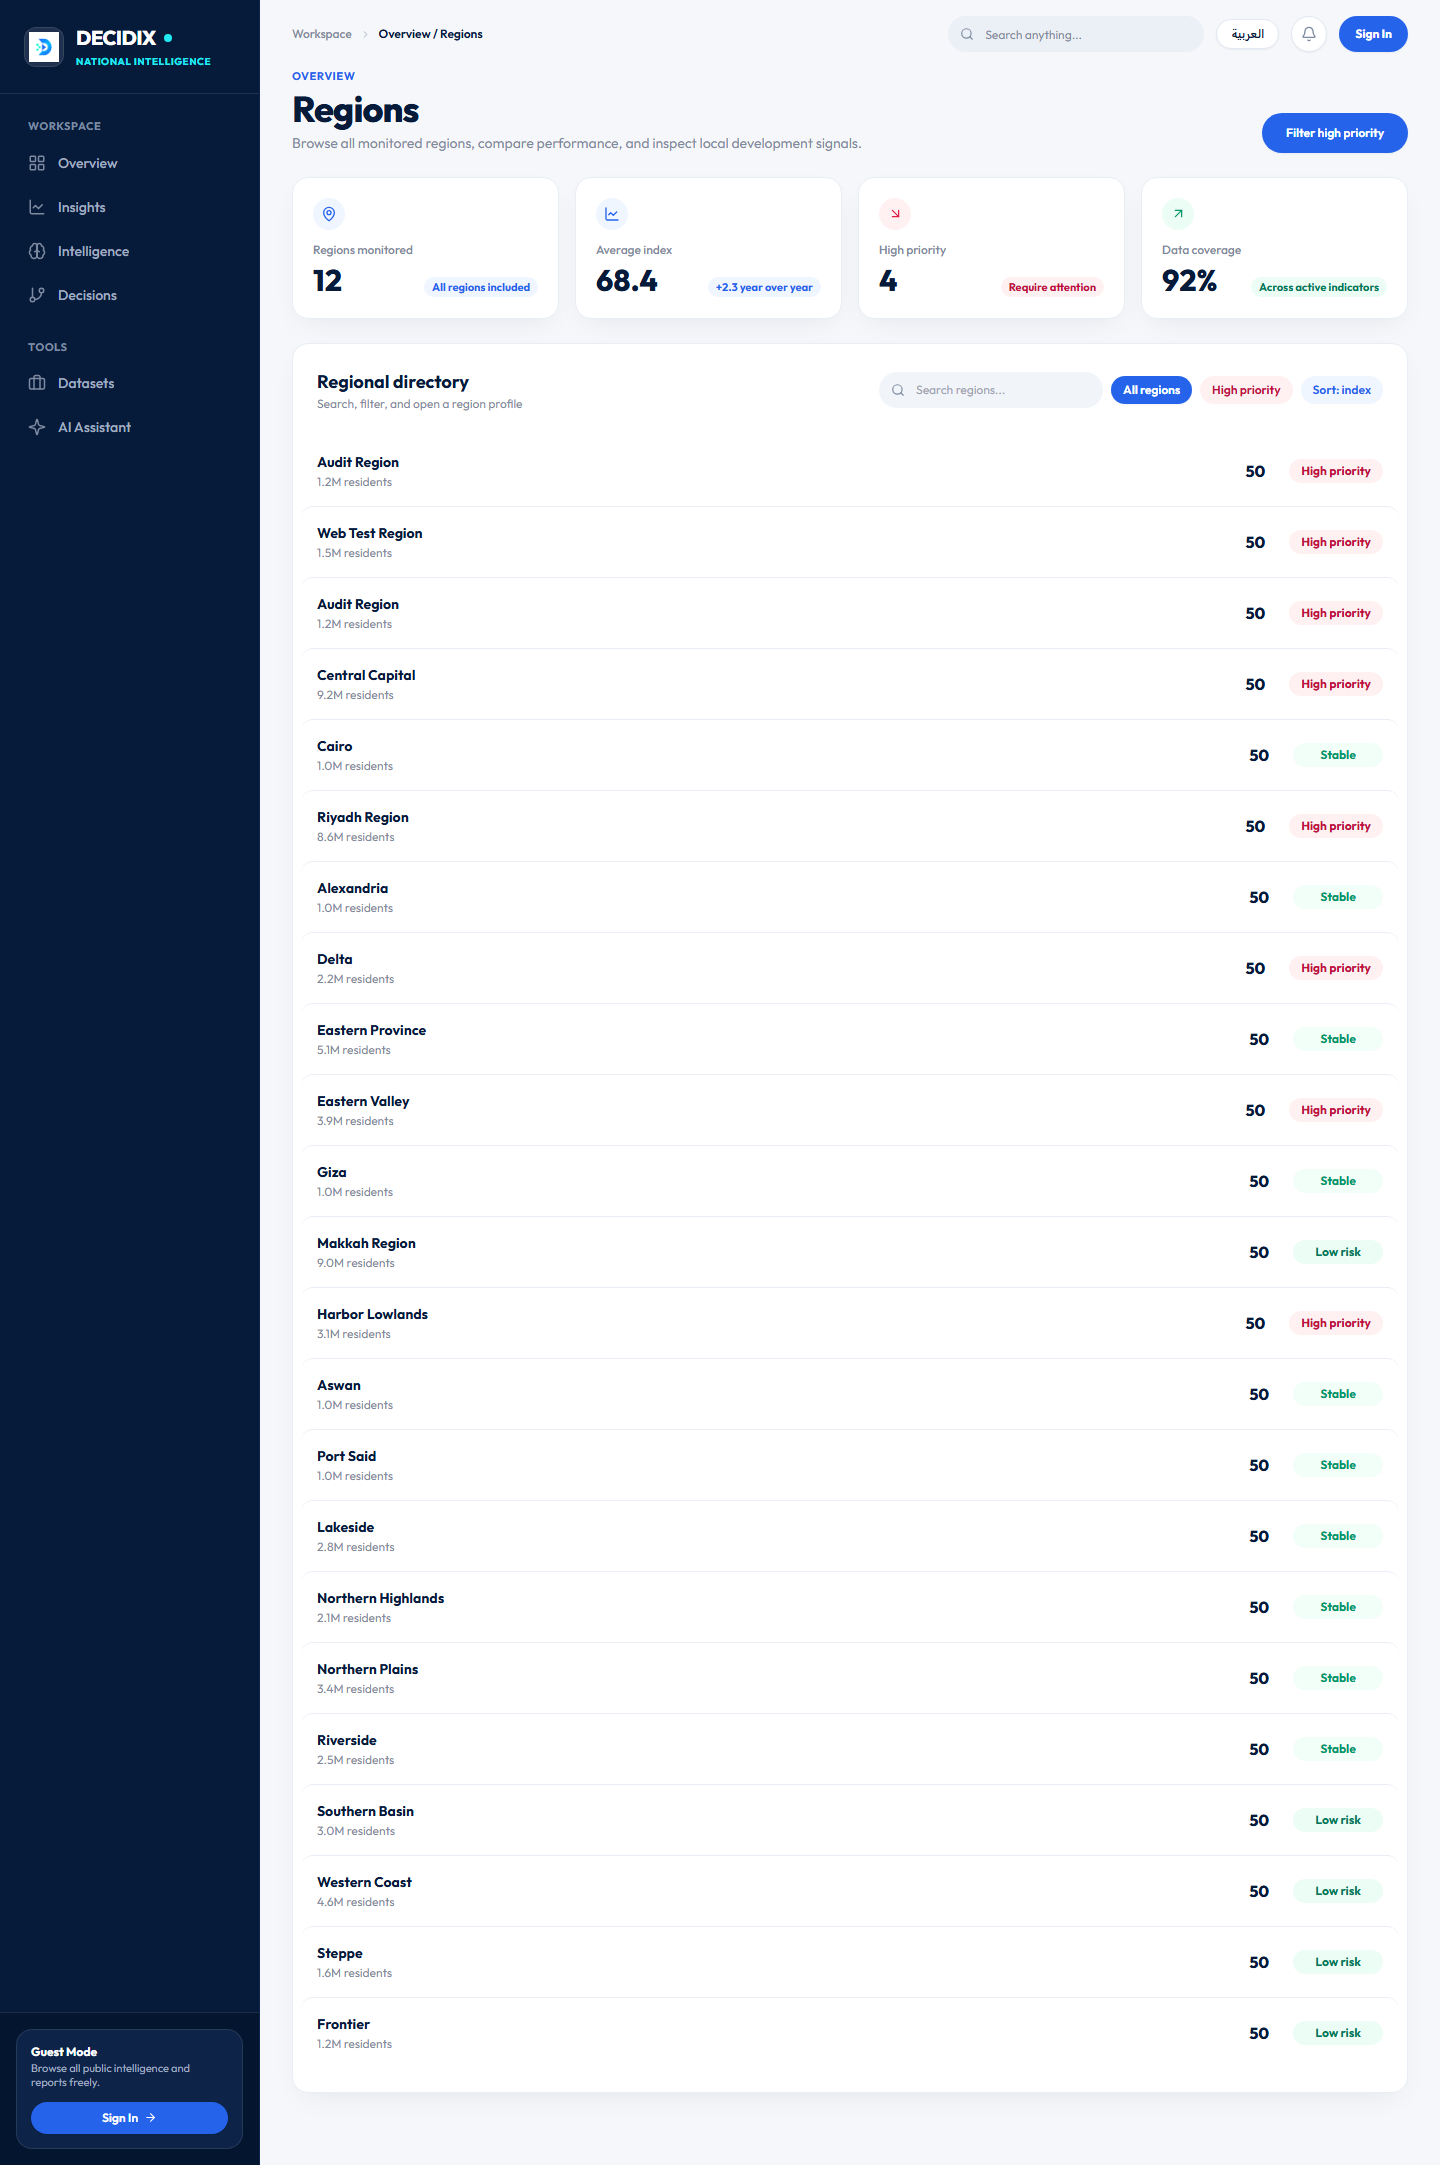 DECIDIX
NATIONAL INTELLIGENCE
WORKSPACE
Overview
Insights
Intelligence
Decisions
TOOLS
Datasets
AI Assistant
Guest Mode
Browse all public intelligence and
reports freely.
Sign In
Workspace
Overview / Regions
Search anything...
العربية
Sign In
OVERVIEW
Regions
Browse all monitored regions, compare performance, and inspect local development signals.
Filter high priority
Regions monitored
12
All regions included
Average index
68.4
+2.3 year over year
High priority
4
Require attention
Data coverage
92%
Across active indicators
Regional directory
Search, filter, and open a region profile
Search regions...
All regions
High priority
Sort: index
Audit Region
1.2M residents
50
High priority
Web Test Region
1.5M residents
50
High priority
Audit Region
1.2M residents
50
High priority
Central Capital
9.2M residents
50
High priority
Cairo
1.0M residents
50
Stable
Riyadh Region
8.6M residents
50
High priority
Alexandria
1.0M residents
50
Stable
Delta
2.2M residents
50
High priority
Eastern Province
5.1M residents
50
Stable
Eastern Valley
3.9M residents
50
High priority
Giza
1.0M residents
50
Stable
Makkah Region
9.0M residents
50
Low risk
Harbor Lowlands
3.1M residents
50
High priority
Aswan
1.0M residents
50
Stable
Port Said
1.0M residents
50
Stable
Lakeside
2.8M residents
50
Stable
Northern Highlands
2.1M residents
50
Stable
Northern Plains
3.4M residents
50
Stable
Riverside
2.5M residents
50
Stable
Southern Basin
3.0M residents
50
Low risk
Western Coast
4.6M residents
50
Low risk
Steppe
1.6M residents
50
Low risk
Frontier
1.2M residents
50
Low risk